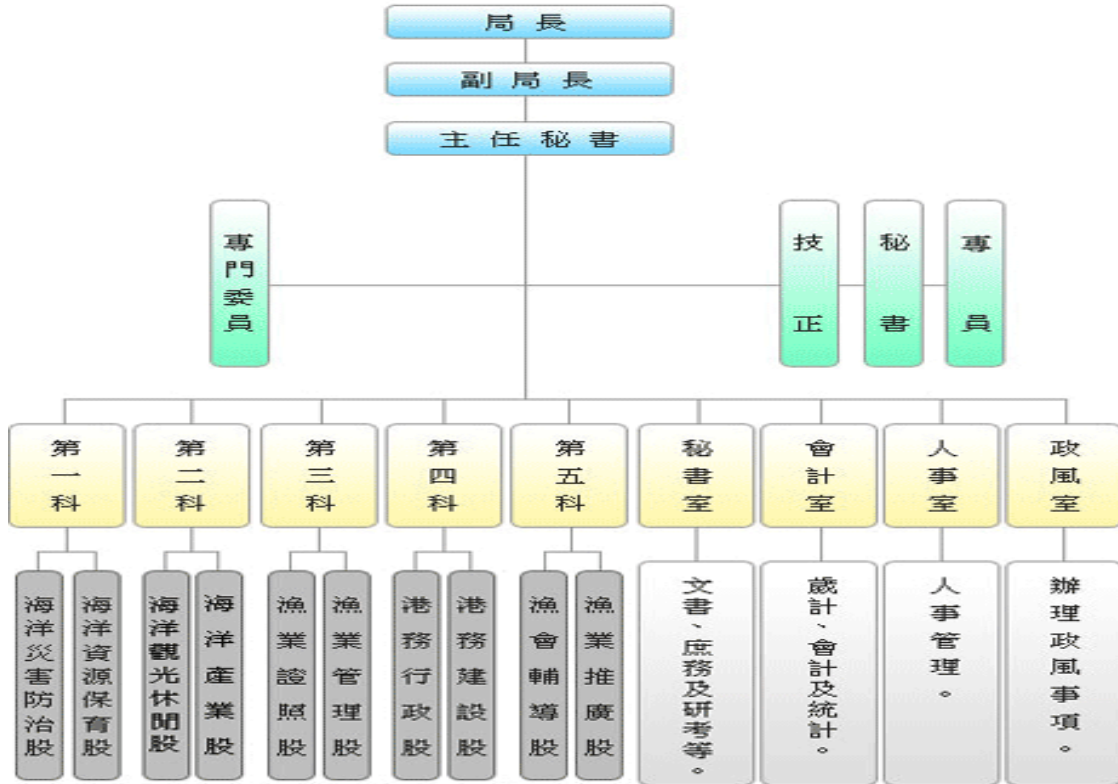 局長
副局長
主任秘書
專門委員
技正
秘書
專員
第一科
第二科
第三科
第四科
第五科
秘書室
會計室
人事室
政風室
海洋災害防治股
海洋資源保育股
海洋觀光休閒股
海洋產業股
漁業證照股
漁業管理股
港務行政股
港務建設股
漁會輔導股
漁業推廣股
文書、庶務及研考等。
歲計、會計及統計。
人事管理。
辦理政風事項。